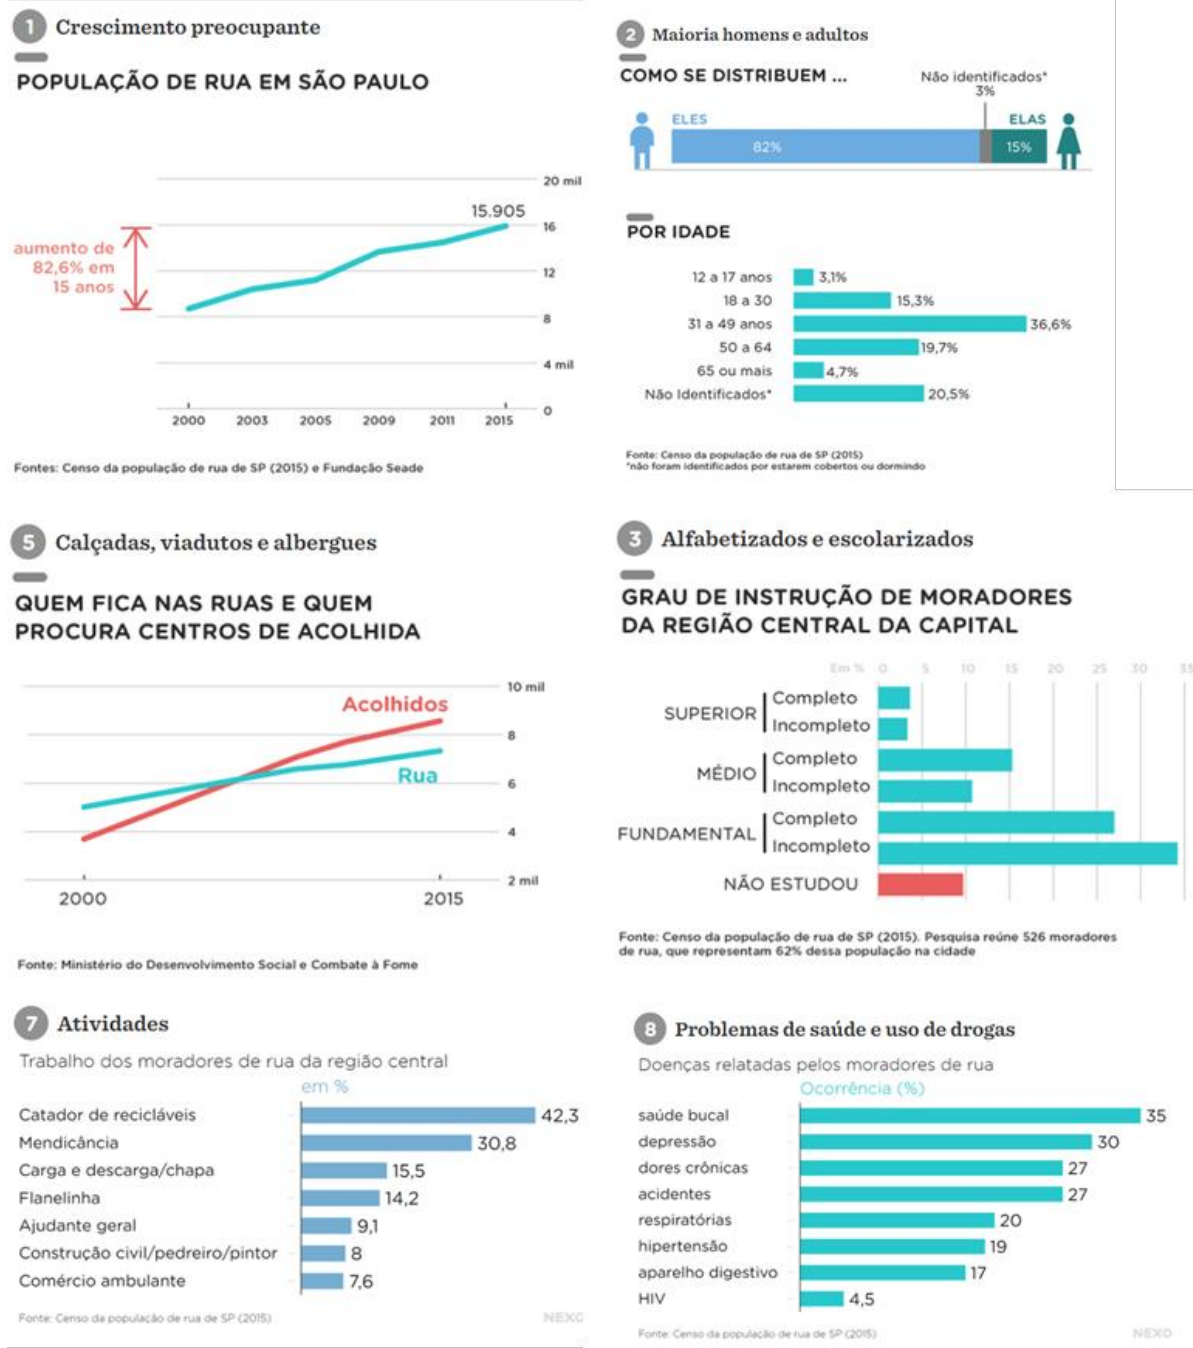 1 Crescimento preocupante
POPULAÇÃO DE RUA EM SÃO PAULO
20 mil
15.905
16
aumento de
82,6% em
15 anos
12
8
4 mil
0
2000 2003 2005 2009 2011 2015
Fontes: Censo da população de rua de SP (2015) e Fundação Seade
2 Maioria homens e adultos
COMO SE DISTRIBUEM ...
Não identificados*
3%
ELES
ELAS
82%
15%
POR IDADE
12 a 17 anos 3,1%
18 a 30 15,3%
31 a 49 anos 36,6%
50 a 64 19,7%
65 ou mais 4,7%
Não Identificados* 20,5%
Fonte: Censo da população de rua de SP (2015)
*não foram identificados por estarem cobertos ou dormindo
5 Calçadas, viadutos e albergues
QUEM FICA NAS RUAS E QUEM
PROCURA CENTROS DE ACOLHIDA
10 mil
Acolhidos
8
Rua
6
4
2 mil
2000 2015
Fonte: Ministério do Desenvolvimento Social e Combate à Fome
3 Alfabetizados e escolarizados
GRAU DE INSTRUÇÃO DE MORADORES
DA REGIÃO CENTRAL DA CAPITAL
Em % 0 5 10 15 20 25 30 35
SUPERIOR
Completo
Incompleto
MÉDIO
Completo
Incompleto
FUNDAMENTAL
Completo
Incompleto
NÃO ESTUDOU
Fonte: Censo da população de rua de SP (2015). Pesquisa reúne 526 moradores
de rua, que representam 62% dessa população na cidade
7 Atividades
Trabalho dos moradores de rua da região central
em %
Catador de recicláveis 42,3
Mendicância 30,8
Carga e descarga/chapa 15,5
Flanelinha 14,2
Ajudante geral 9,1
Construção civil/pedreiro/pintor 8
Comércio ambulante 7,6
Fonte: Censo da população de rua de SP (2015)
NEXO
8 Problemas de saúde e uso de drogas
Doenças relatadas pelos moradores de rua
Ocorrência (%)
saúde bucal 35
depressão 30
dores crônicas 27
acidentes 27
respiratórias 20
hipertensão 19
aparelho digestivo 17
HIV 4,5
Fonte: Censo da população de rua de SP (2015)
NEXO